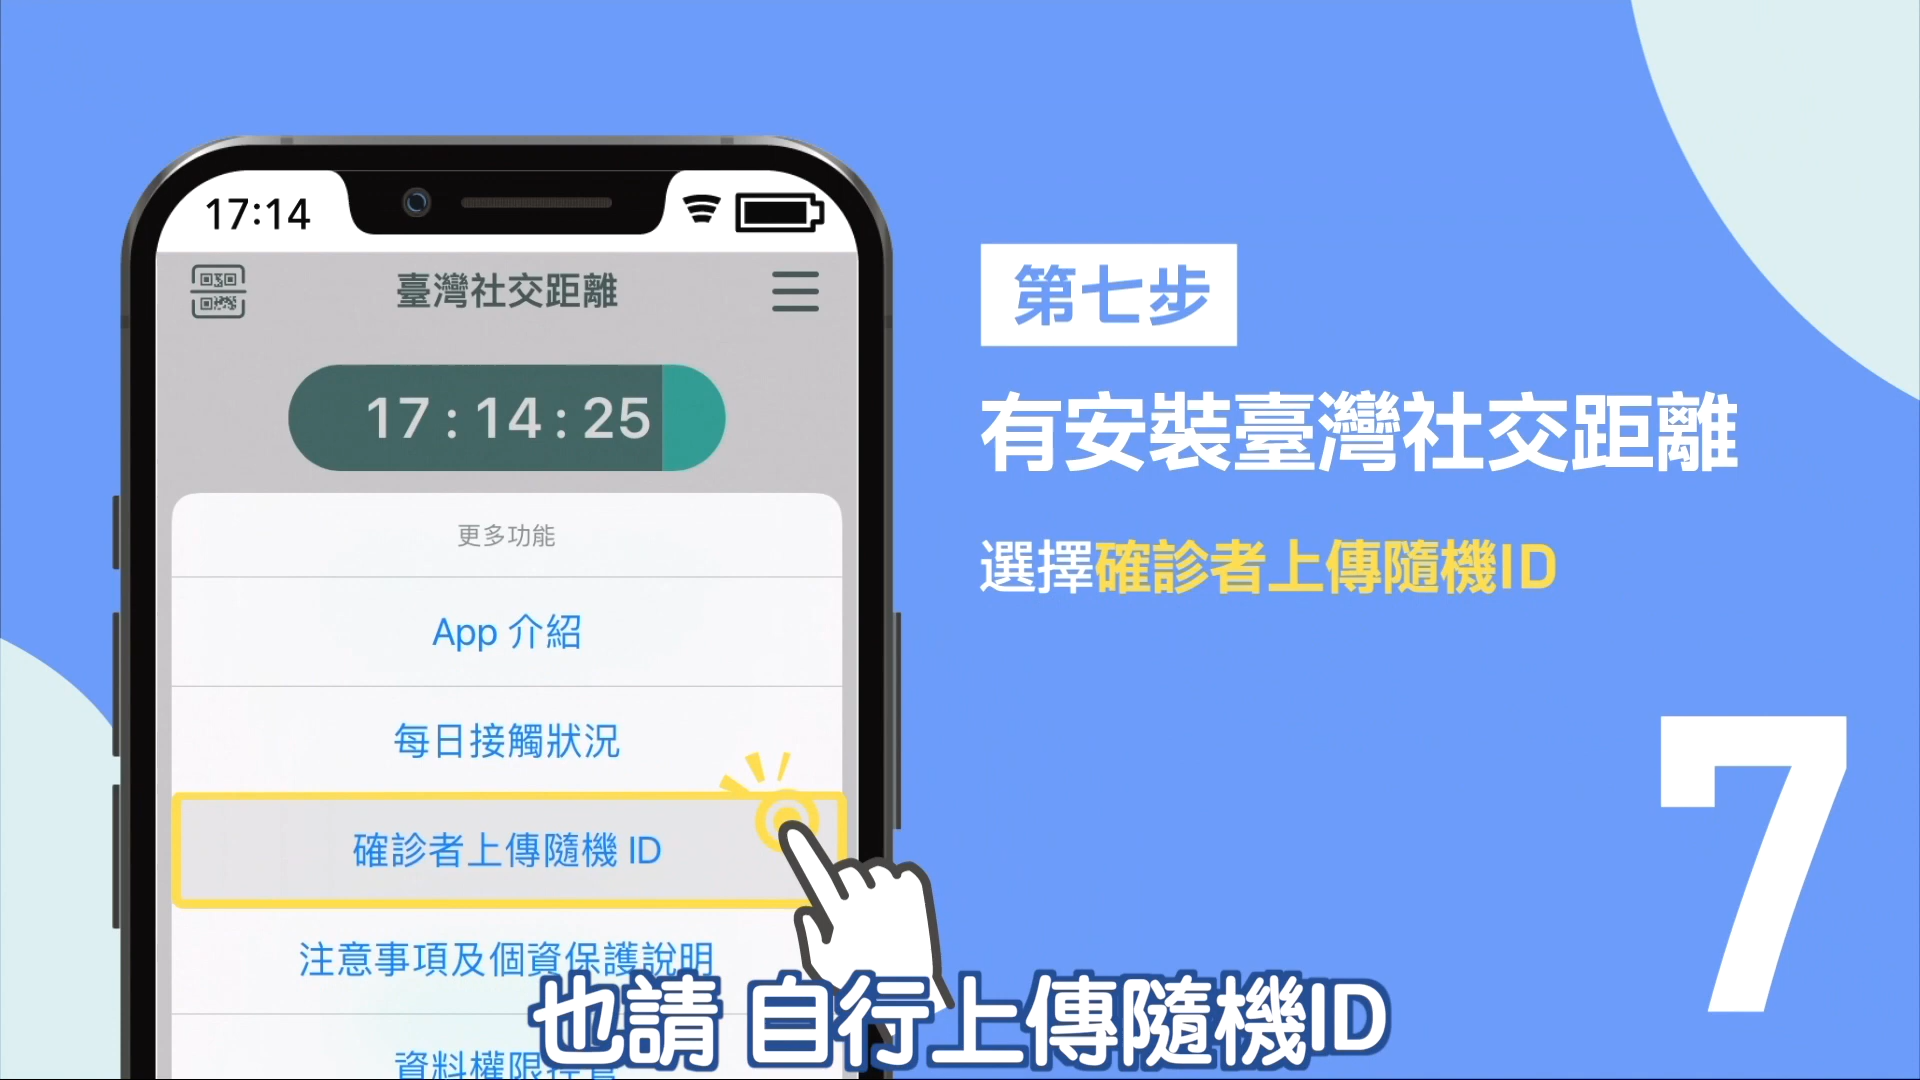 17:14
臺灣社交距離
17:14:25
更多功能
App 介紹
每日接觸狀況
確診者上傳隨機 ID
注意事項及個資保護說明
資料權限
第七步
有安裝臺灣社交距離
選擇確診者上傳隨機ID
7
也請 自行上傳隨機ID